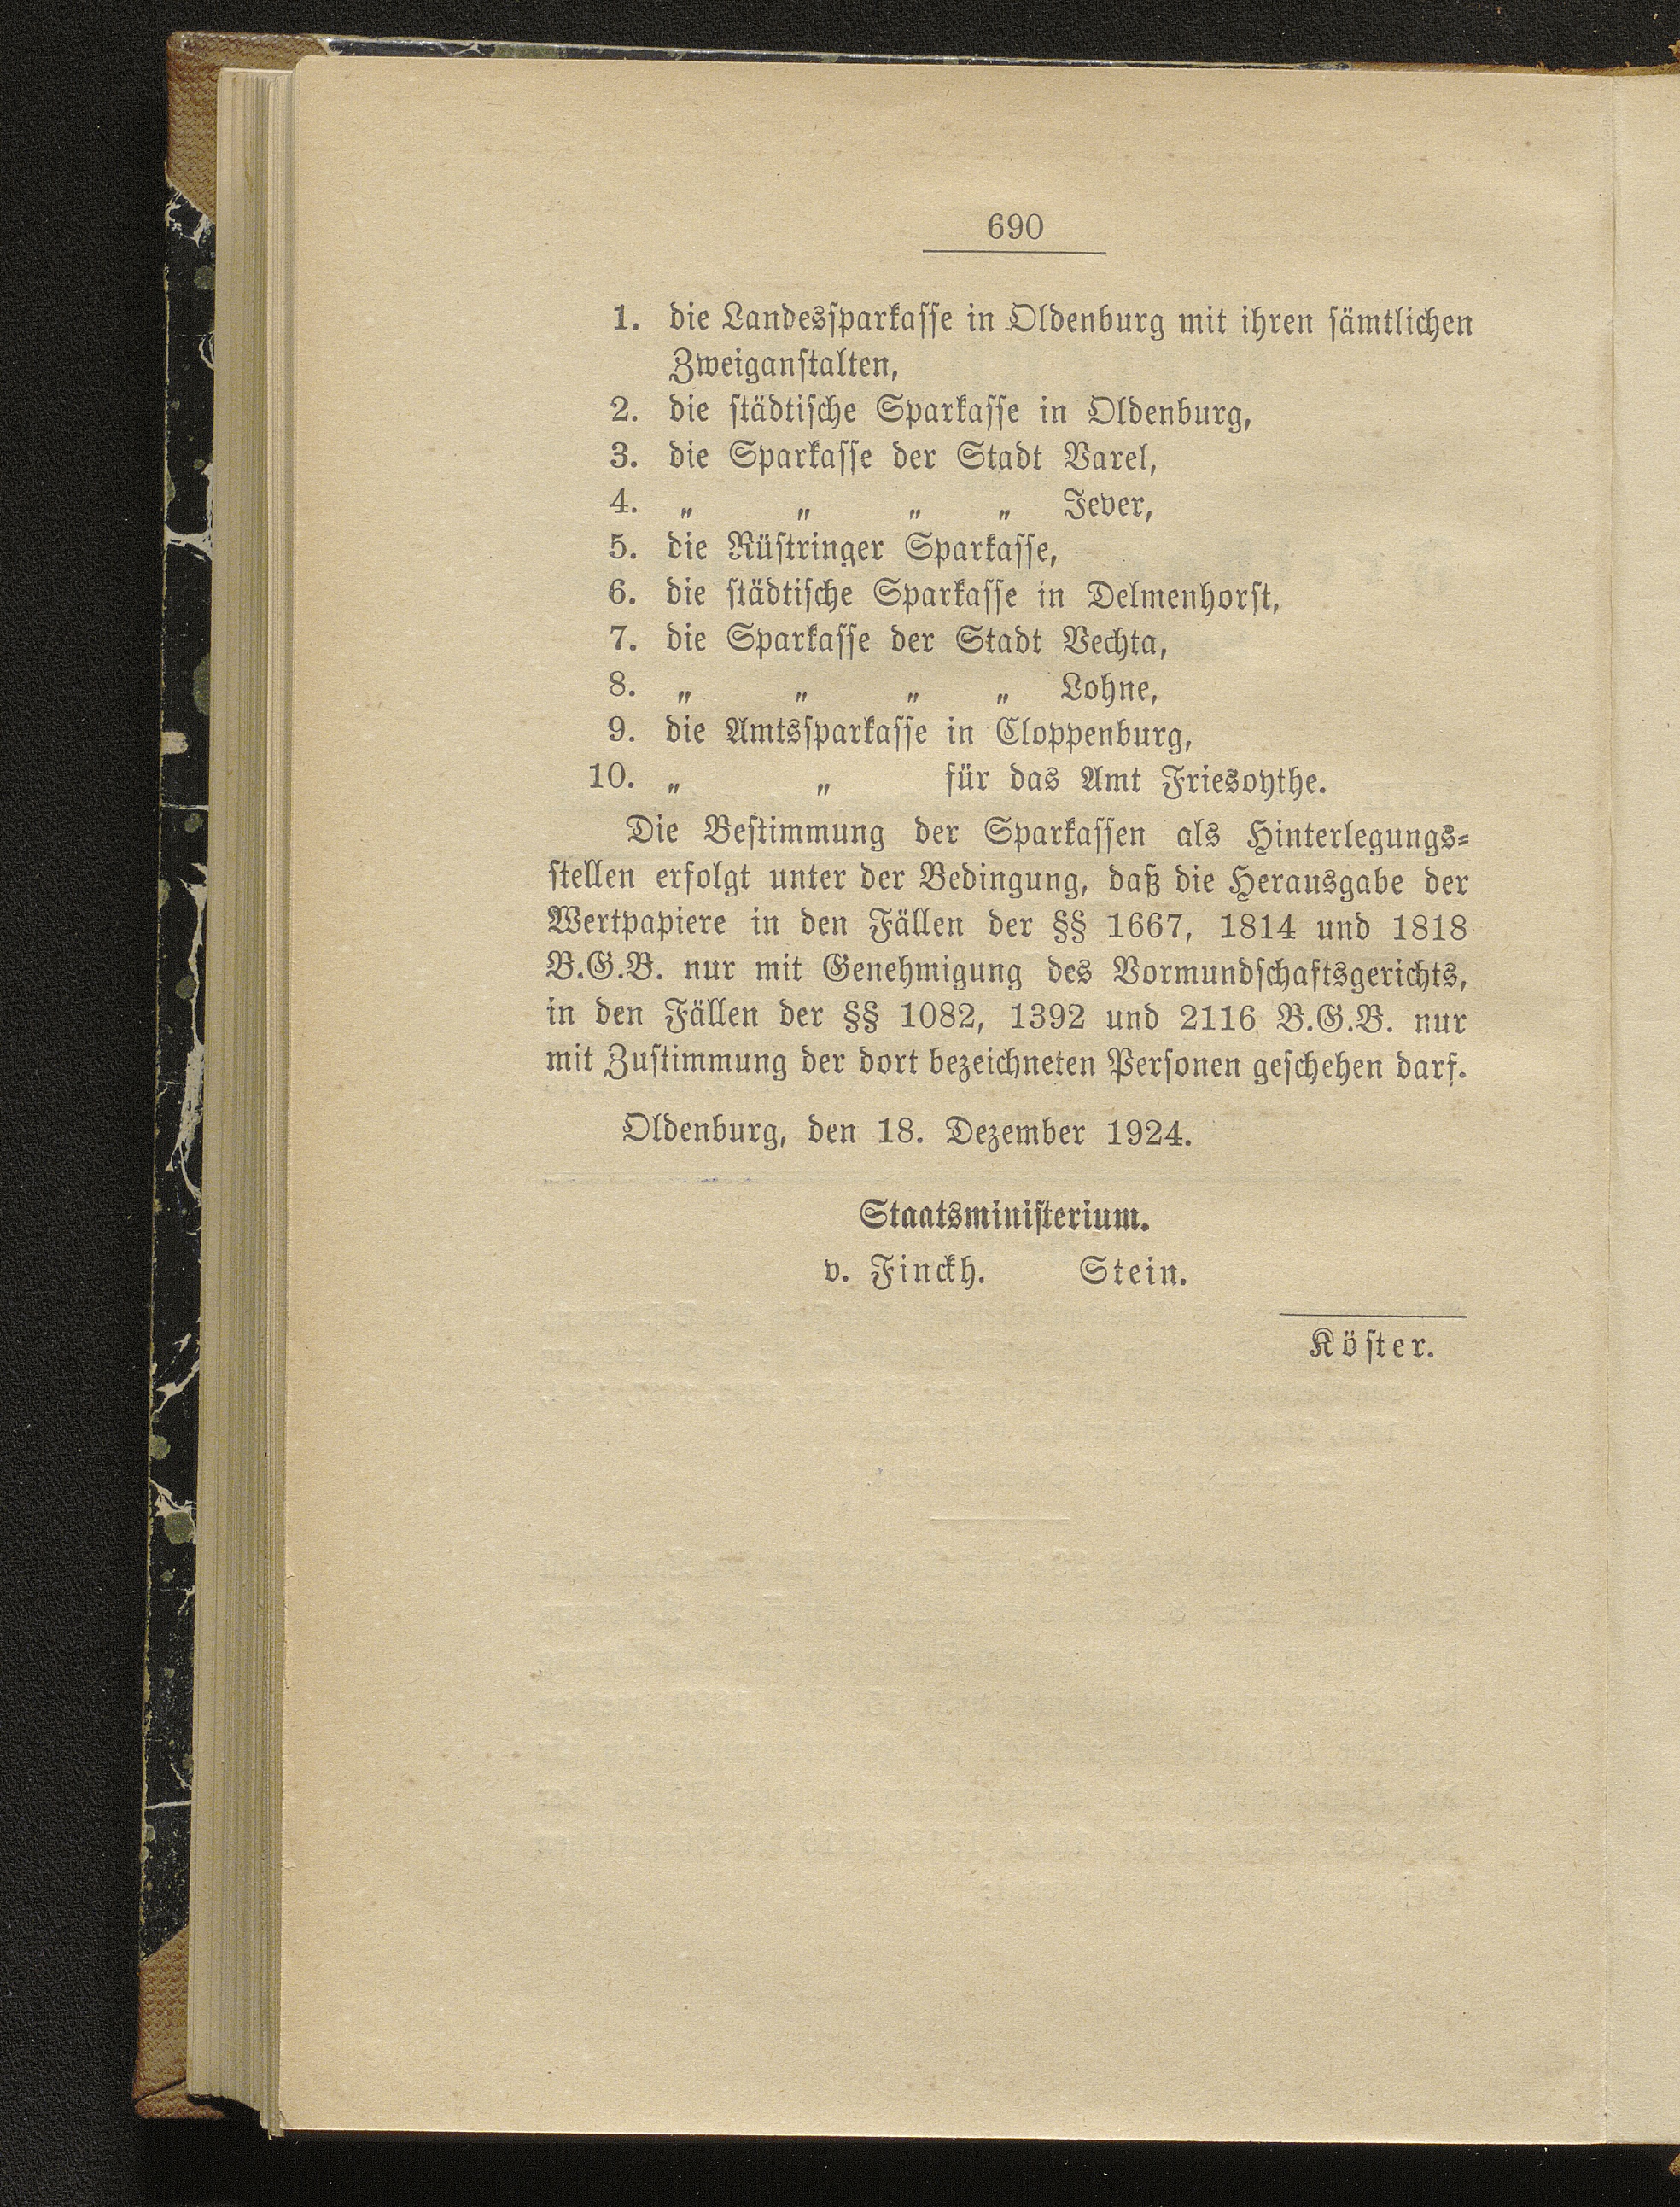 690
1. die Landessparkasse in Oldenburg mit ihren sämtlichen
Zweiganstalten,
2. die städtische Sparkasse in Oldenburg,
3. die Sparkasse der Stadt Varel,
4. „ „ „ „ Jever,
5. die Rüstringer Sparkasse,
6. die städtische Sparkasse in Delmenhorst,
7. die Sparkasse der Stadt Vechta,
8. „ „ „ „ Lohne,
9. die Amtssparkasse in Cloppenburg,
10. „ „ für das Amt Friesoythe.
Die Bestimmung der Sparkassen als Hinterlegungs-
stellen erfolgt unter der Bedingung, daß die Herausgabe der
Wertpapiere in den Fällen der §§ 1667, 1814 und 1818
B.G.B. nur mit Genehmigung des Vormundschaftsgerichts,
in den Fällen der §§ 1082, 1392 und 2116 B.G.B. nur
mit Zustimmung der dort bezeichneten Personen geschehen darf.
Oldenburg, den 18. Dezember 1924.
Staatsministerium.
v. Finckh. Stein.
Köster.